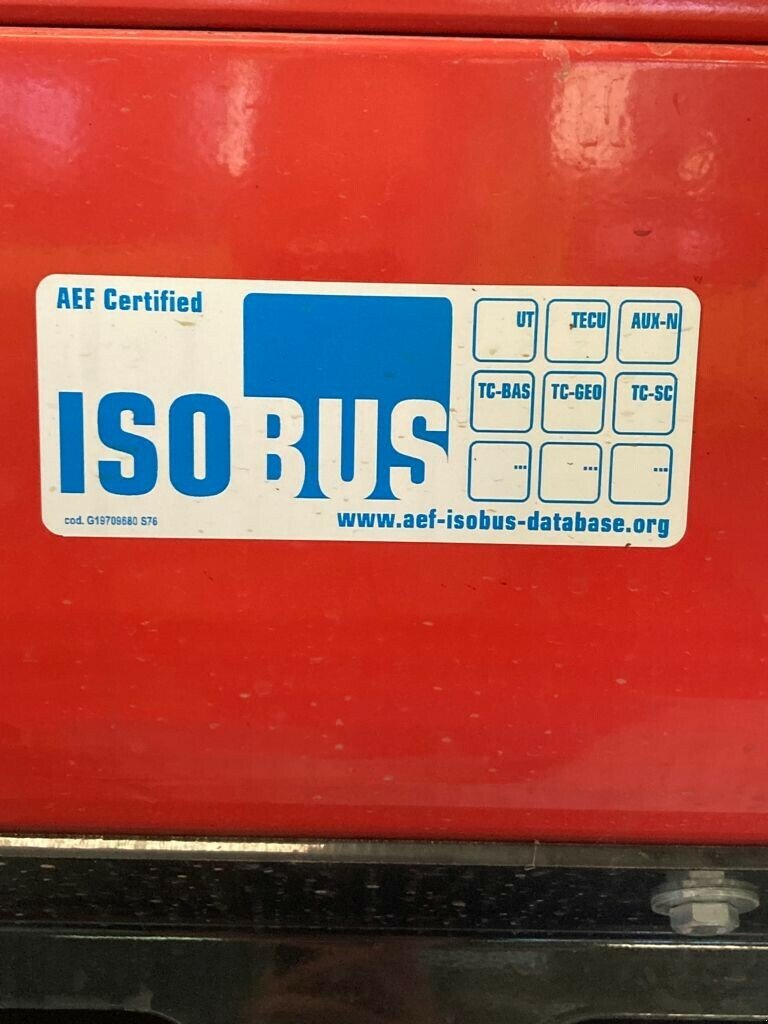 AEF Certified
ISOBUS
UT TECU AUX-N
TC-BAS TC-GEO TC-SC
... ... ...
www.aef-isobus-database.org
cod. G19709680 S76